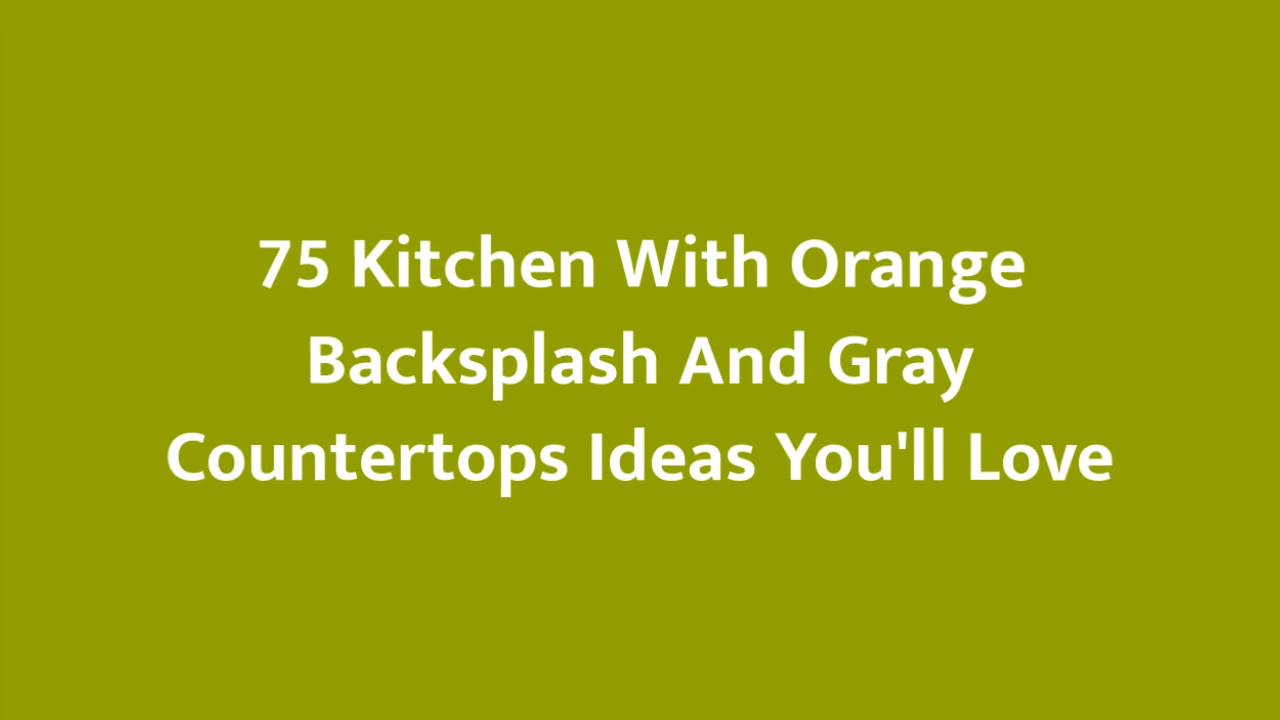 75 Kitchen With Orange
Backsplash And Gray
Countertops Ideas You'll Love